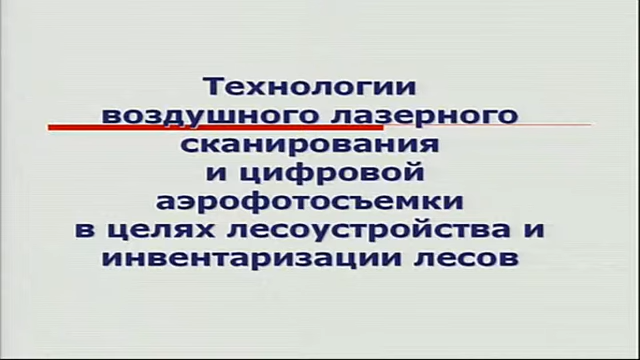 Технологии
воздушного лазерного
сканирования
и цифровой
аэрофотосъемки
в целях лесоустройства и
инвентаризации лесов